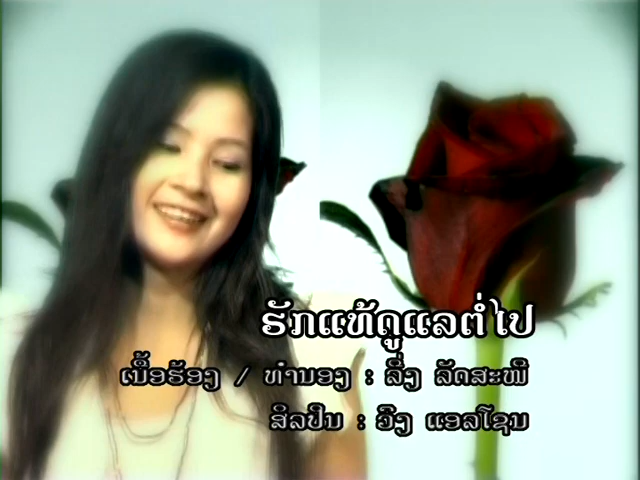 ຮັກແທ້ດູແລຕໍ່ໄປ
ເນື້ອຮ້ອງ / ທຳນອງ : ລຶ່ງ ລັດສະໝີ
ສິລປິນ : ວົງ ແອລໂຊນ